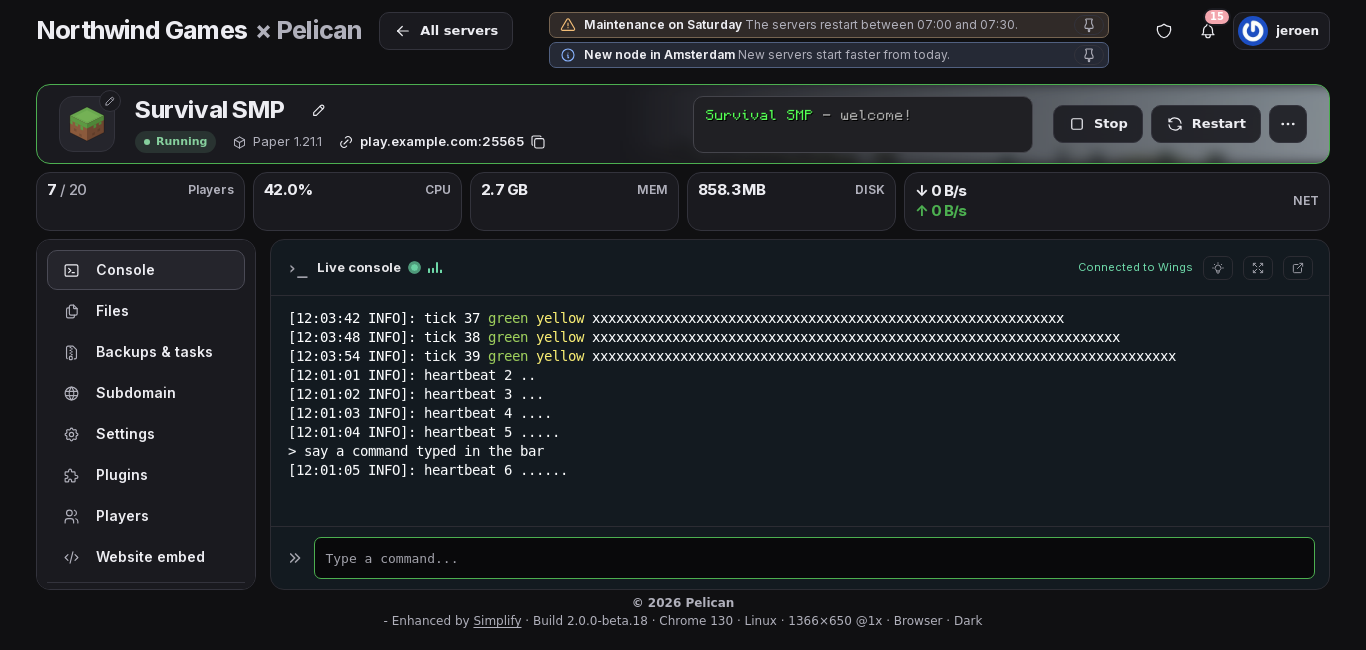 Northwind Games × Pelican
All servers
Maintenance on Saturday The servers restart between 07:00 and 07:30.
New node in Amsterdam New servers start faster from today.
15
jeroen
Survival SMP
Running
Paper 1.21.1
play.example.com:25565
Survival SMP - welcome!
Stop
Restart
7 / 20 Players
42.0% CPU
2.7 GB MEM
858.3 MB DISK
↓ 0 B/s
↑ 0 B/s
NET
Console
Files
Backups & tasks
Subdomain
Settings
Plugins
Players
Website embed
Live console
Connected to Wings
[12:03:42 INFO]: tick 37 green yellow xxxxxxxxxxxxxxxxxxxxxxxxxxxxxxxxxxxxxxxxxxxxxxxxxxxxxxxxxxx
[12:03:48 INFO]: tick 38 green yellow xxxxxxxxxxxxxxxxxxxxxxxxxxxxxxxxxxxxxxxxxxxxxxxxxxxxxxxxxxxxxxxxxx
[12:03:54 INFO]: tick 39 green yellow xxxxxxxxxxxxxxxxxxxxxxxxxxxxxxxxxxxxxxxxxxxxxxxxxxxxxxxxxxxxxxxxxxxxxxxxx
[12:01:01 INFO]: heartbeat 2 ..
[12:01:02 INFO]: heartbeat 3 ...
[12:01:03 INFO]: heartbeat 4 ....
[12:01:04 INFO]: heartbeat 5 .....
> say a command typed in the bar
[12:01:05 INFO]: heartbeat 6 ......
Type a command...
© 2026 Pelican
- Enhanced by Simplify · Build 2.0.0-beta.18 · Chrome 130 · Linux · 1366×650 @1x · Browser · Dark